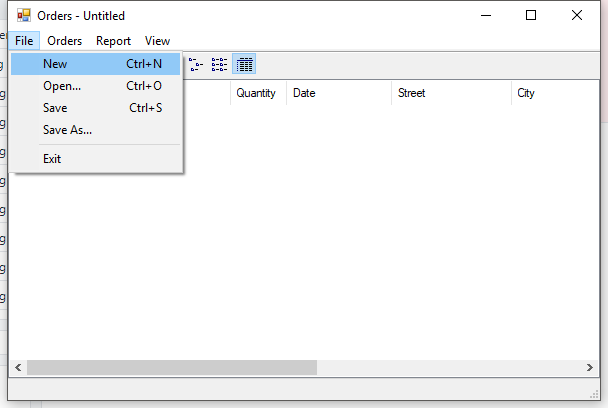 Orders - Untitled
File Orders Report View
New Ctrl+N
Open... Ctrl+O
Save Ctrl+S
Save As...
Exit
Quantity Date Street City